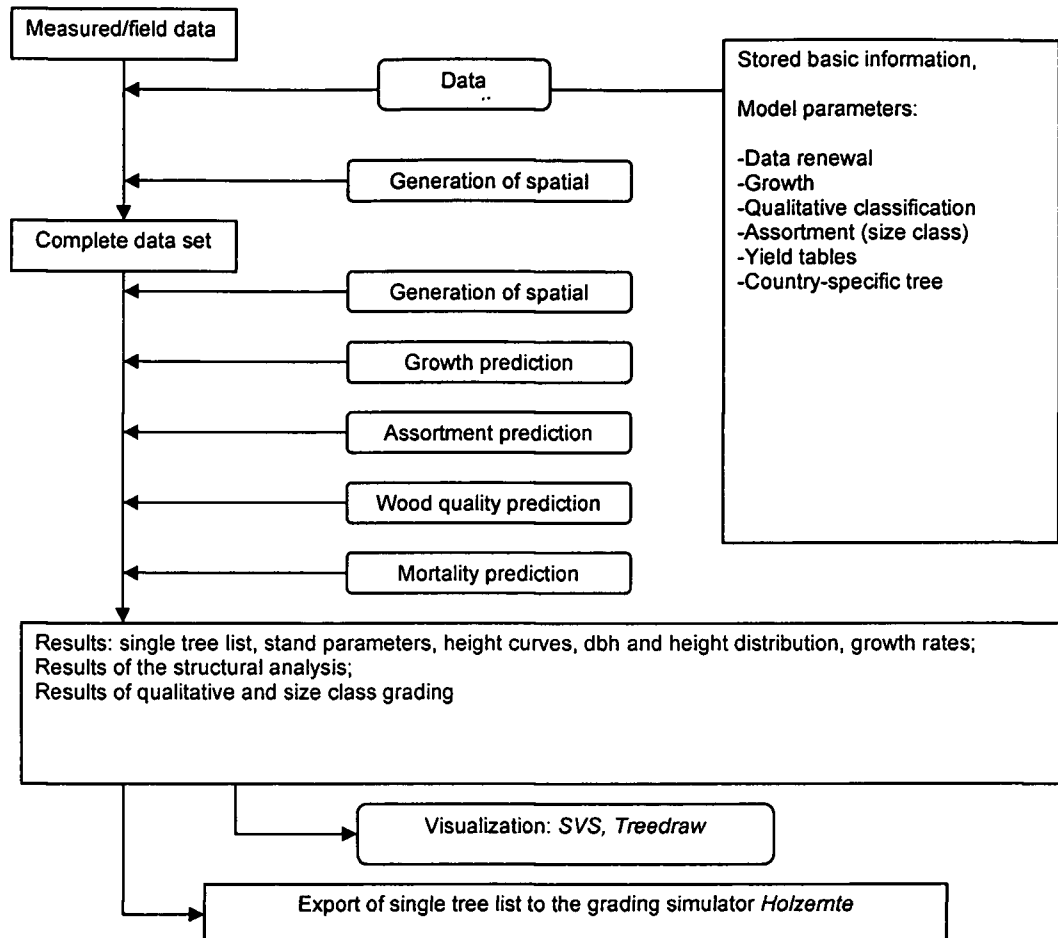 Measured/field data
Data
Stored basic information,
Model parameters:
-Data renewal
-Growth
-Qualitative classification
-Assortment (size class)
-Yield tables
-Country-specific tree
Generation of spatial
Complete data set
Generation of spatial
Growth prediction
Assortment prediction
Wood quality prediction
Mortality prediction
Results: single tree list, stand parameters, height curves, dbh and height distribution, growth rates;
Results of the structural analysis;
Results of qualitative and size class grading
Visualization: SVS, Treedraw
Export of single tree list to the grading simulator Holzernte